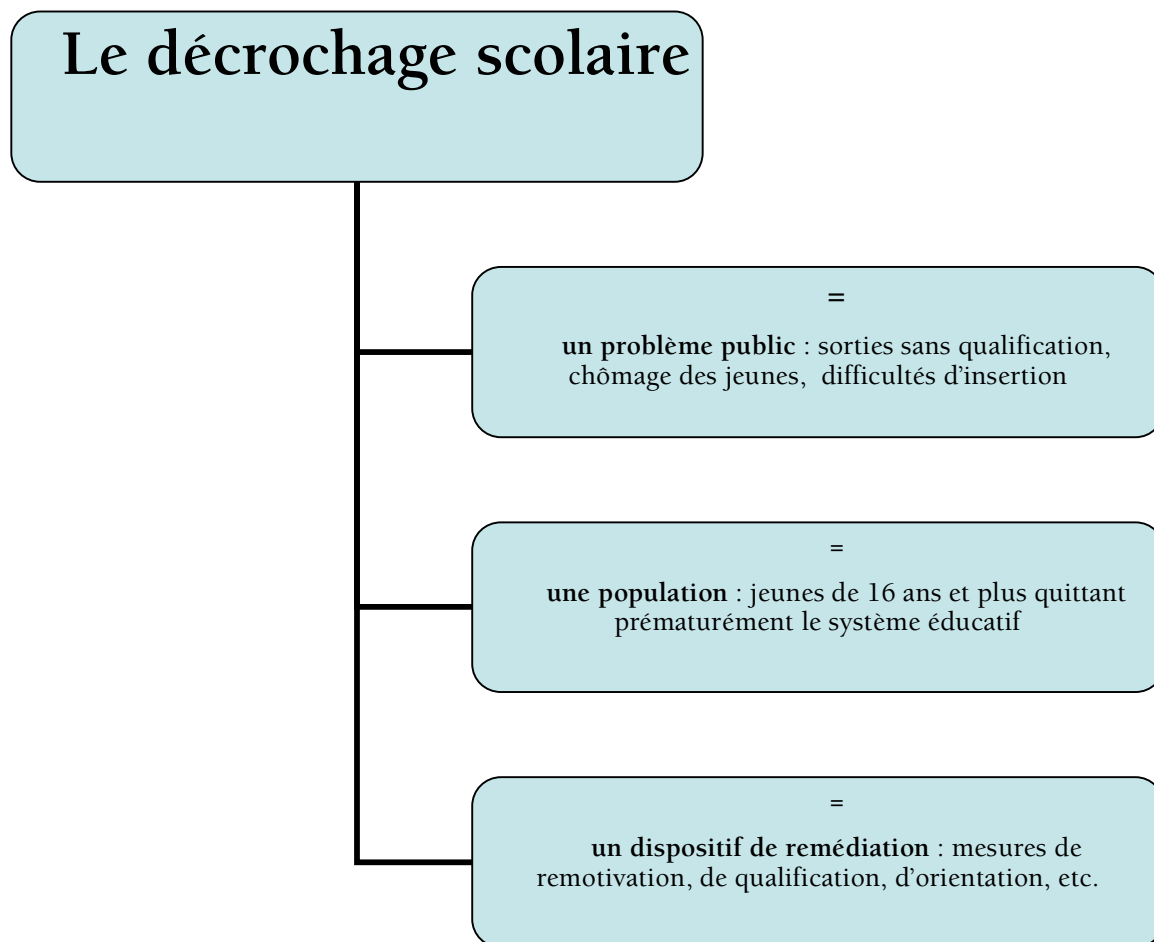 Le décrochage scolaire
=
un problème public : sorties sans qualification,
chômage des jeunes,  difficultés d’insertion
=
une population : jeunes de 16 ans et plus quittant
prématurément le système éducatif
=
un dispositif de remédiation : mesures de
remotivation, de qualification, d’orientation, etc.